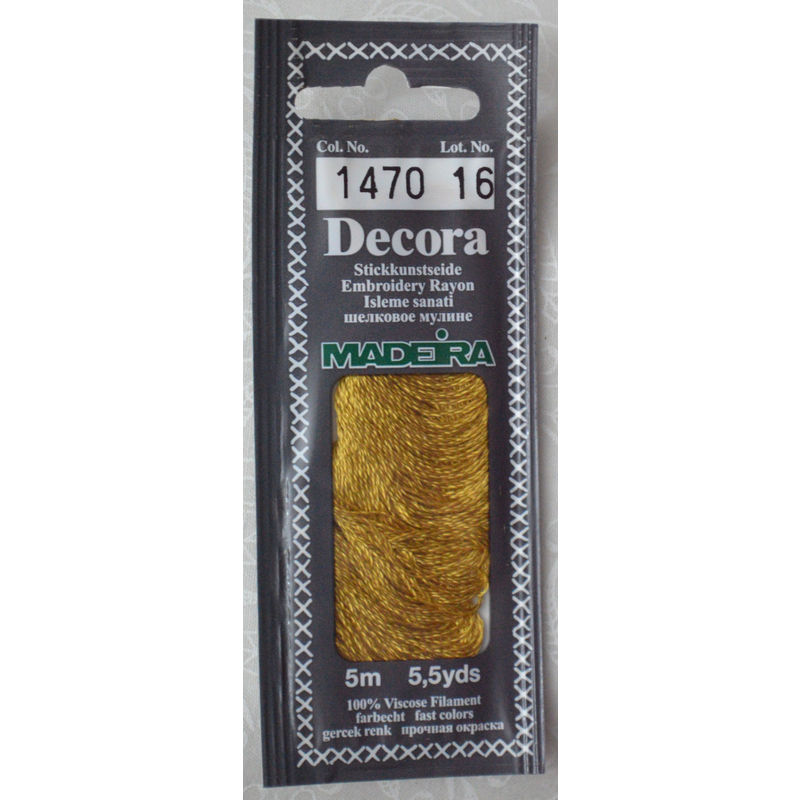 Col. No. Lot. No.
1470 16
Decora
Stickkunstseide
Embroidery Rayon
Isleme sanati
шелковое мулине
MADEIRA
5m 5,5yds
100% Viscose Filament
farbecht fast colors
gercek renk прочная окраска